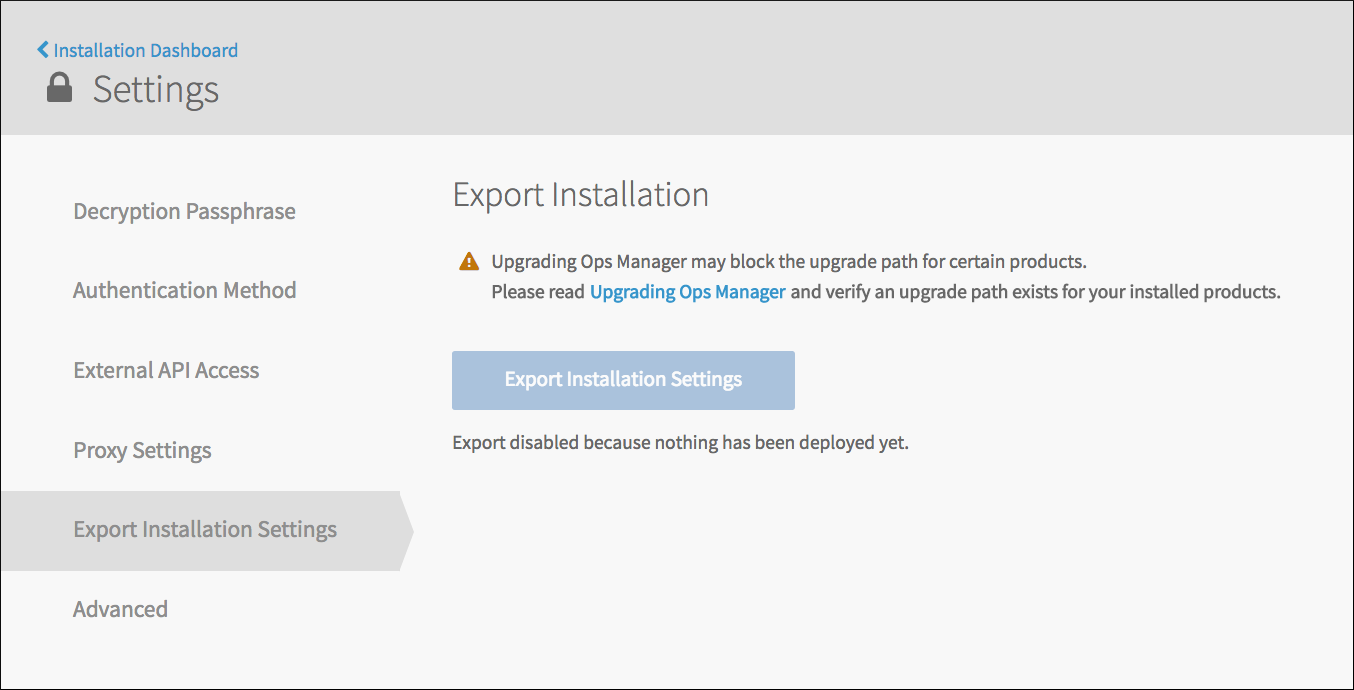 Installation Dashboard
Settings
Decryption Passphrase
Authentication Method
External API Access
Proxy Settings
Export Installation Settings
Advanced
Export Installation
Upgrading Ops Manager may block the upgrade path for certain products.
Please read Upgrading Ops Manager and verify an upgrade path exists for your installed products.
Export Installation Settings
Export disabled because nothing has been deployed yet.